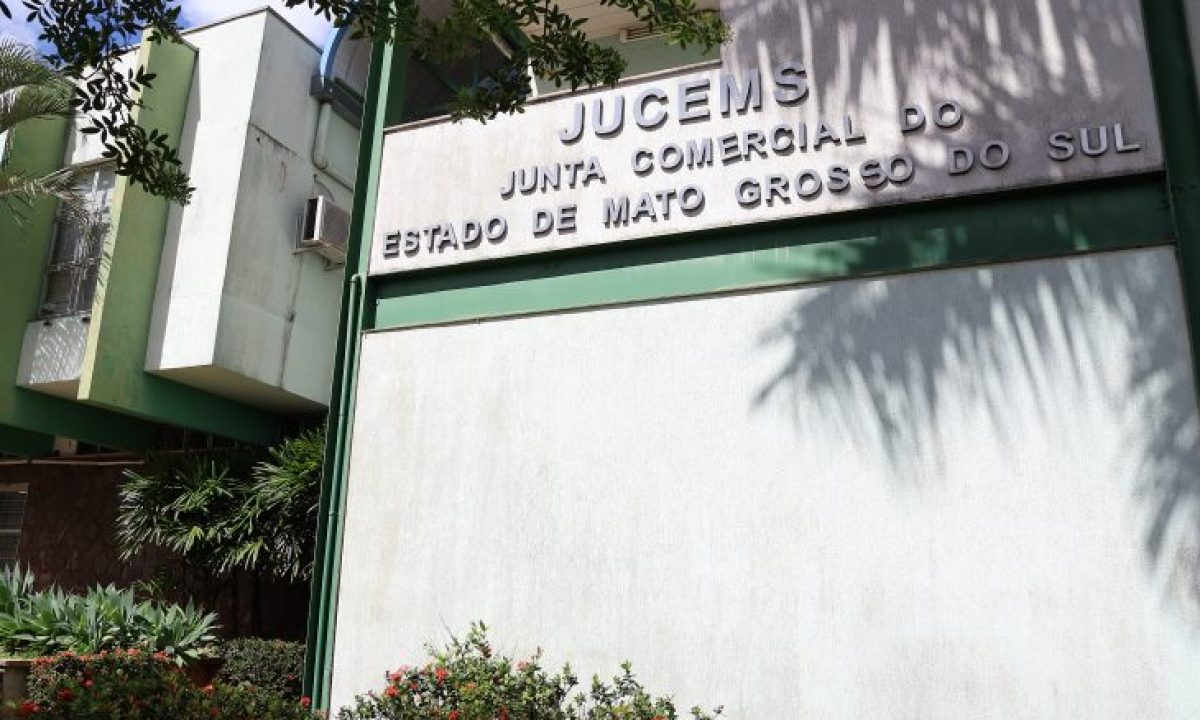 JUCEMS
JUNTA COMERCIAL DO
ESTADO DE MATO GROSSO DO SUL